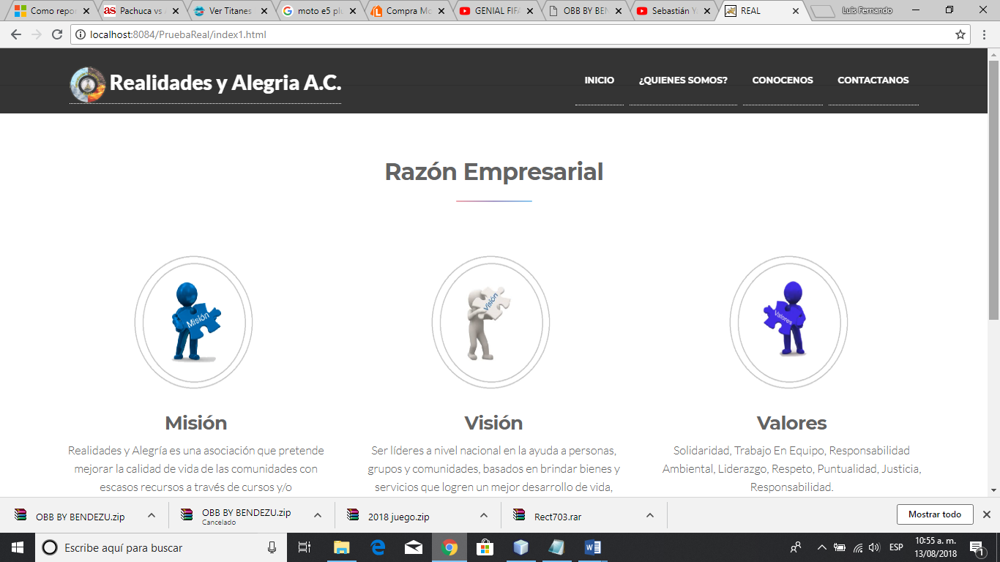 Como repor
Pachuca vs
Ver Titanes
moto e5 plu
Compra Mo
GENIAL FIFA
OBB BY BEN
Sebastián Y
REAL
Luis Fernando
localhost:8084/PruebaReal/index1.html
Realidades y Alegria A.C.
INICIO
¿QUIENES SOMOS?
CONOCENOS
CONTACTANOS
Razón Empresarial
Misión
Visión
Valores
Misión
Realidades y Alegría es una asociación que pretende
mejorar la calidad de vida de las comunidades con
escasos recursos a través de cursos y/o
Visión
Ser líderes a nivel nacional en la ayuda a personas,
grupos y comunidades, basados en brindar bienes y
servicios que logren un mejor desarrollo de vida,
Valores
Solidaridad, Trabajo En Equipo, Responsabilidad
Ambiental, Liderazgo, Respeto, Puntualidad, Justicia,
Responsabilidad.
OBB BY BENDEZU.zip
OBB BY BENDEZU.zip
Cancelado
2018 juego.zip
Rect703.rar
Mostrar todo
Escribe aquí para buscar
ESP
10:55 a. m.
13/08/2018
1